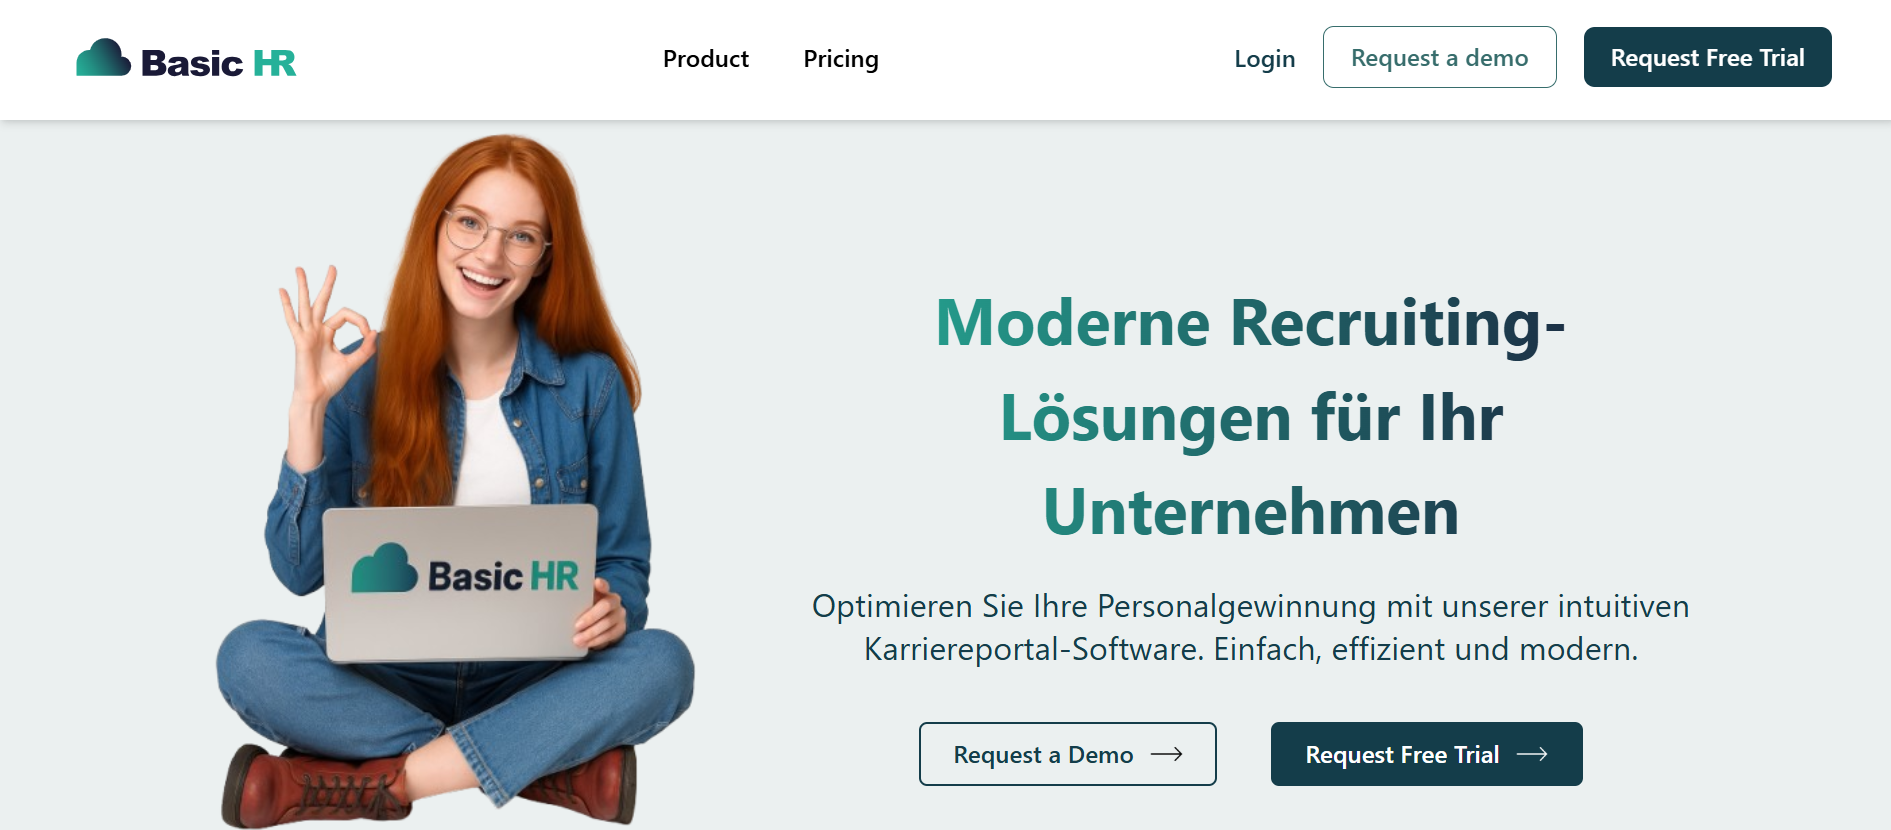 Basic HR
Product
Pricing
Login
Request a demo
Request Free Trial
Moderne Recruiting-
Lösungen für Ihr
Unternehmen
Optimieren Sie Ihre Personalgewinnung mit unserer intuitiven
Karriereportal-Software. Einfach, effizient und modern.
Request a Demo
Request Free Trial
Basic HR